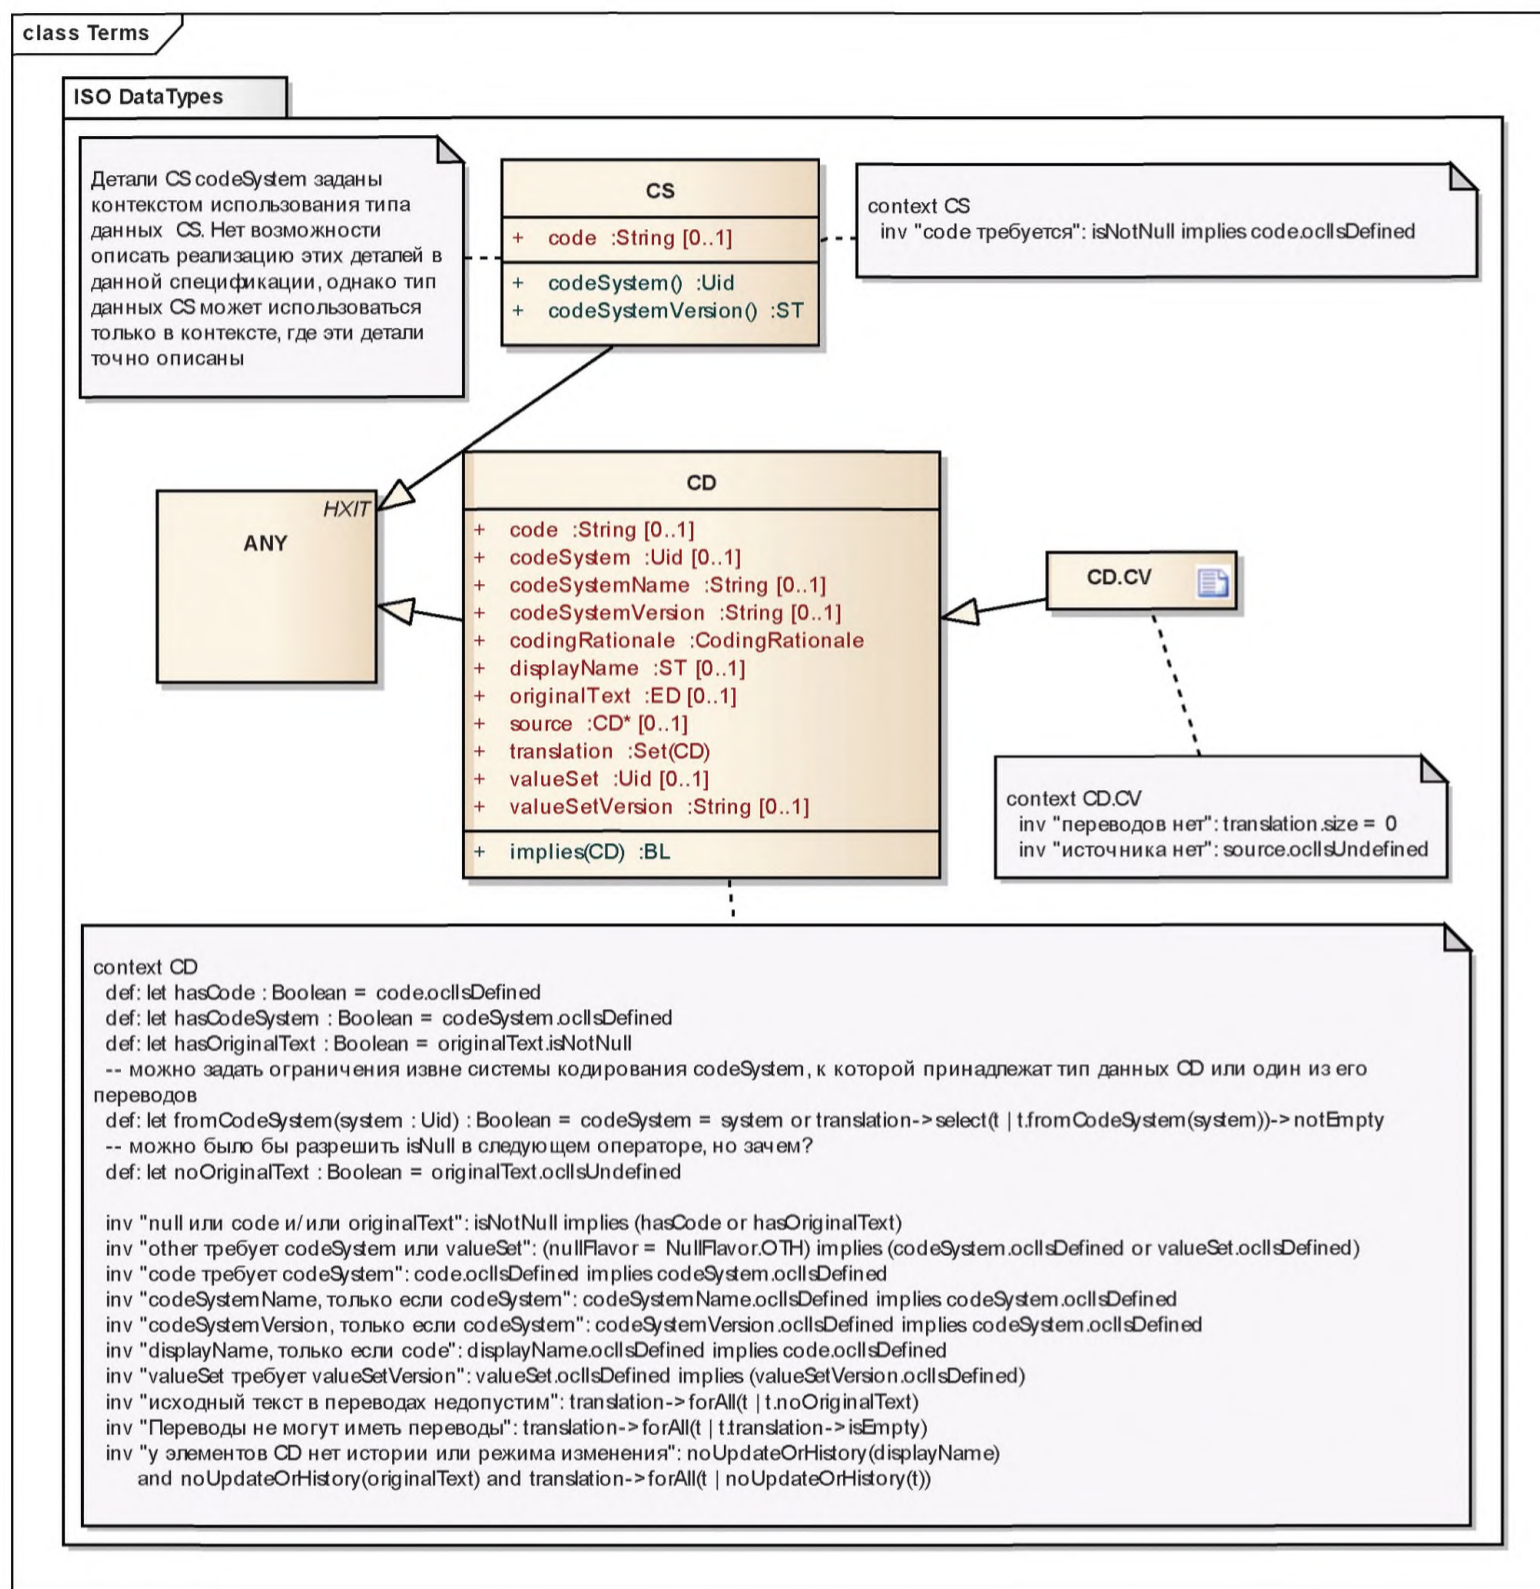 class Terms
ISO DataTypes
Детали CS codeSystem заданы
контекстом использования типа
данных CS. Нет возможности
описать реализацию этих деталей в
данной спецификации, однако тип
данных CS может использоваться
только в контексте, где эти детали
точно описаны
CS
+ code :String [0..1]
+ codeSystem() :Uid
+ codeSystemVersion() :ST
context CS
inv "code требуется": isNotNull implies code.oclIsDefined
HXIT
ANY
CD
+ code :String [0..1]
+ codeSystem :Uid [0..1]
+ codeSystemName :String [0..1]
+ codeSystemVersion :String [0..1]
+ codingRationale :CodingRationale
+ displayName :ST [0..1]
+ originalText :ED [0..1]
+ source :CD* [0..1]
+ translation :Set(CD)
+ valueSet :Uid [0..1]
+ valueSetVersion :String [0..1]
+ implies(CD) :BL
CD.CV
context CD.CV
inv "переводов нет": translation.size = 0
inv "источника нет": source.oclIsUndefined
context CD
def: let hasCode : Boolean = code.oclIsDefined
def: let hasCodeSystem : Boolean = codeSystem.oclIsDefined
def: let hasOriginalText : Boolean = originalText.isNotNull
-- можно задать ограничения извне системы кодирования codeSystem, к которой принадлежат тип данных CD или один из его
переводов
def: let fromCodeSystem(system : Uid) : Boolean = codeSystem = system or translation->select(t | t.fromCodeSystem(system))->notEmpty
-- можно было бы разрешить isNull в следующем операторе, но зачем?
def: let noOriginalText : Boolean = originalText.oclIsUndefined
inv "null или code и/или originalText": isNotNull implies (hasCode or hasOriginalText)
inv "other требует codeSystem или valueSet": (nullFlavor = NullFlavor.OTH) implies (codeSystem.oclIsDefined or valueSet.oclIsDefined)
inv "code требует codeSystem": code.oclIsDefined implies codeSystem.oclIsDefined
inv "codeSystemName, только если codeSystem": codeSystemName.oclIsDefined implies codeSystem.oclIsDefined
inv "codeSystemVersion, только если codeSystem": codeSystemVersion.oclIsDefined implies codeSystem.oclIsDefined
inv "displayName, только если code": displayName.oclIsDefined implies code.oclIsDefined
inv "valueSet требует valueSetVersion": valueSet.oclIsDefined implies (valueSetVersion.oclIsDefined)
inv "исходный текст в переводах недопустим": translation->forAll(t | t.noOriginalText)
inv "Переводы не могут иметь переводы": translation->forAll(t | t.translation->isEmpty)
inv "у элементов CD нет истории или режима изменения": noUpdateOrHistory(displayName)
and noUpdateOrHistory(originalText) and translation->forAll(t | noUpdateOrHistory(t))